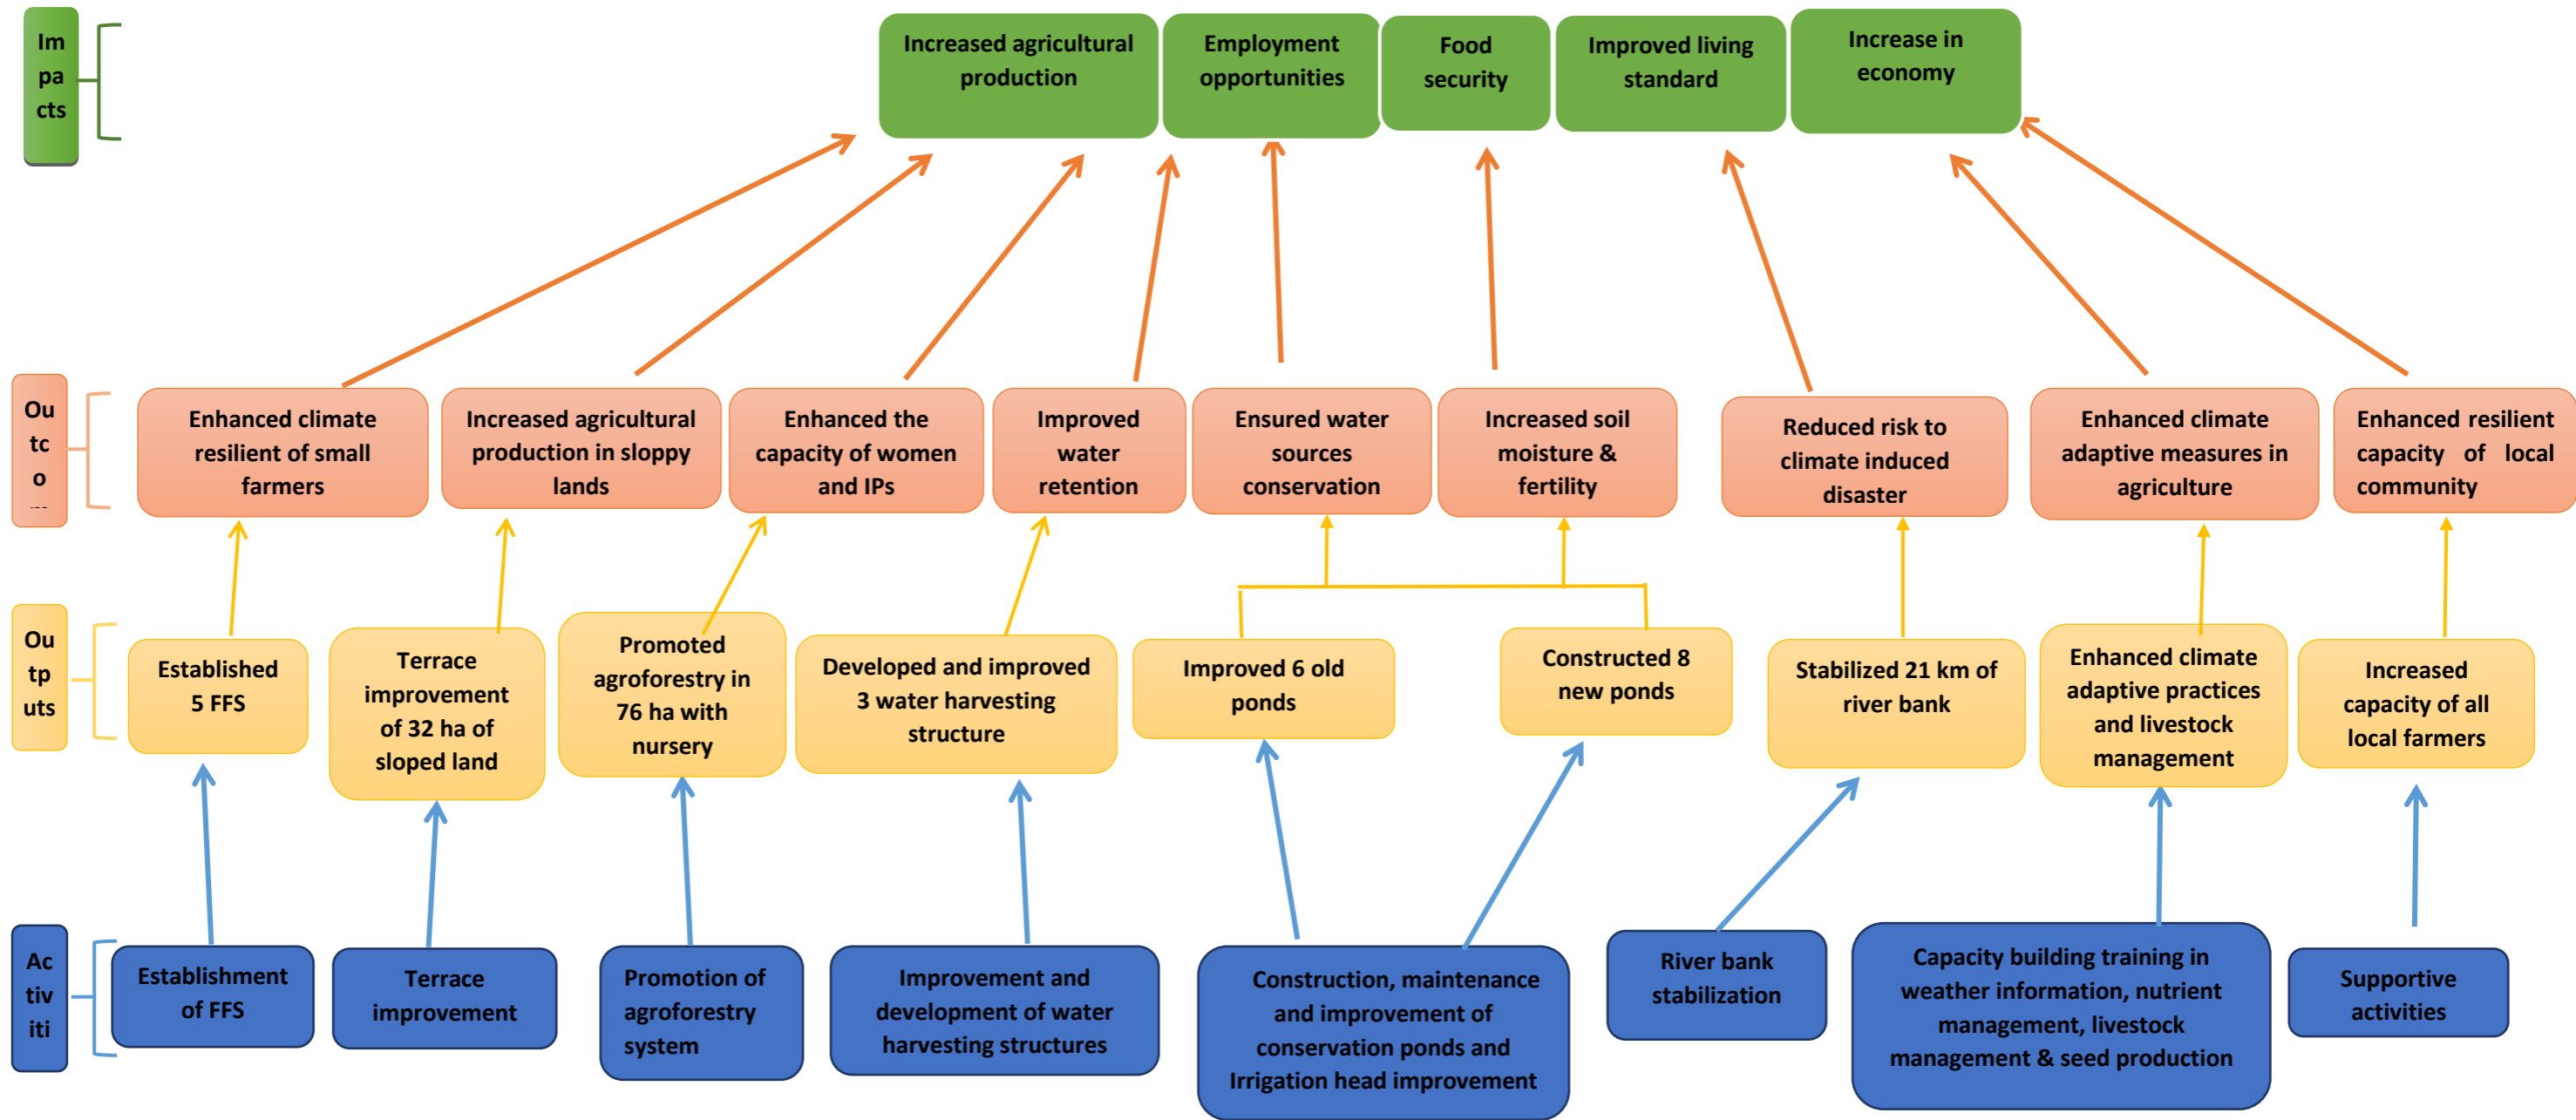 Im
pa
cts
Increased agricultural
production
Employment
opportunities
Food
security
Improved living
standard
Increase in
economy
Ou
tc
o
Enhanced climate
resilient of small
farmers
Increased agricultural
production in sloppy
lands
Enhanced the
capacity of women
and IPs
Improved
water
retention
Ensured water
sources
conservation
Increased soil
moisture &
fertility
Reduced risk to
climate induced
disaster
Enhanced climate
adaptive measures in
agriculture
Enhanced resilient
capacity of local
community
Ou
tp
uts
Established
5 FFS
Terrace
improvement
of 32 ha of
sloped land
Promoted
agroforestry in
76 ha with
nursery
Developed and improved
3 water harvesting
structure
Improved 6 old
ponds
Constructed 8
new ponds
Stabilized 21 km of
river bank
Enhanced climate
adaptive practices
and livestock
management
Increased
capacity of all
local farmers
Ac
tiv
iti
Establishment
of FFS
Terrace
improvement
Promotion of
agroforestry
system
Improvement and
development of water
harvesting structures
Construction, maintenance
and improvement of
conservation ponds and
Irrigation head improvement
River bank
stabilization
Capacity building training in
weather information, nutrient
management, livestock
management & seed production
Supportive
activities